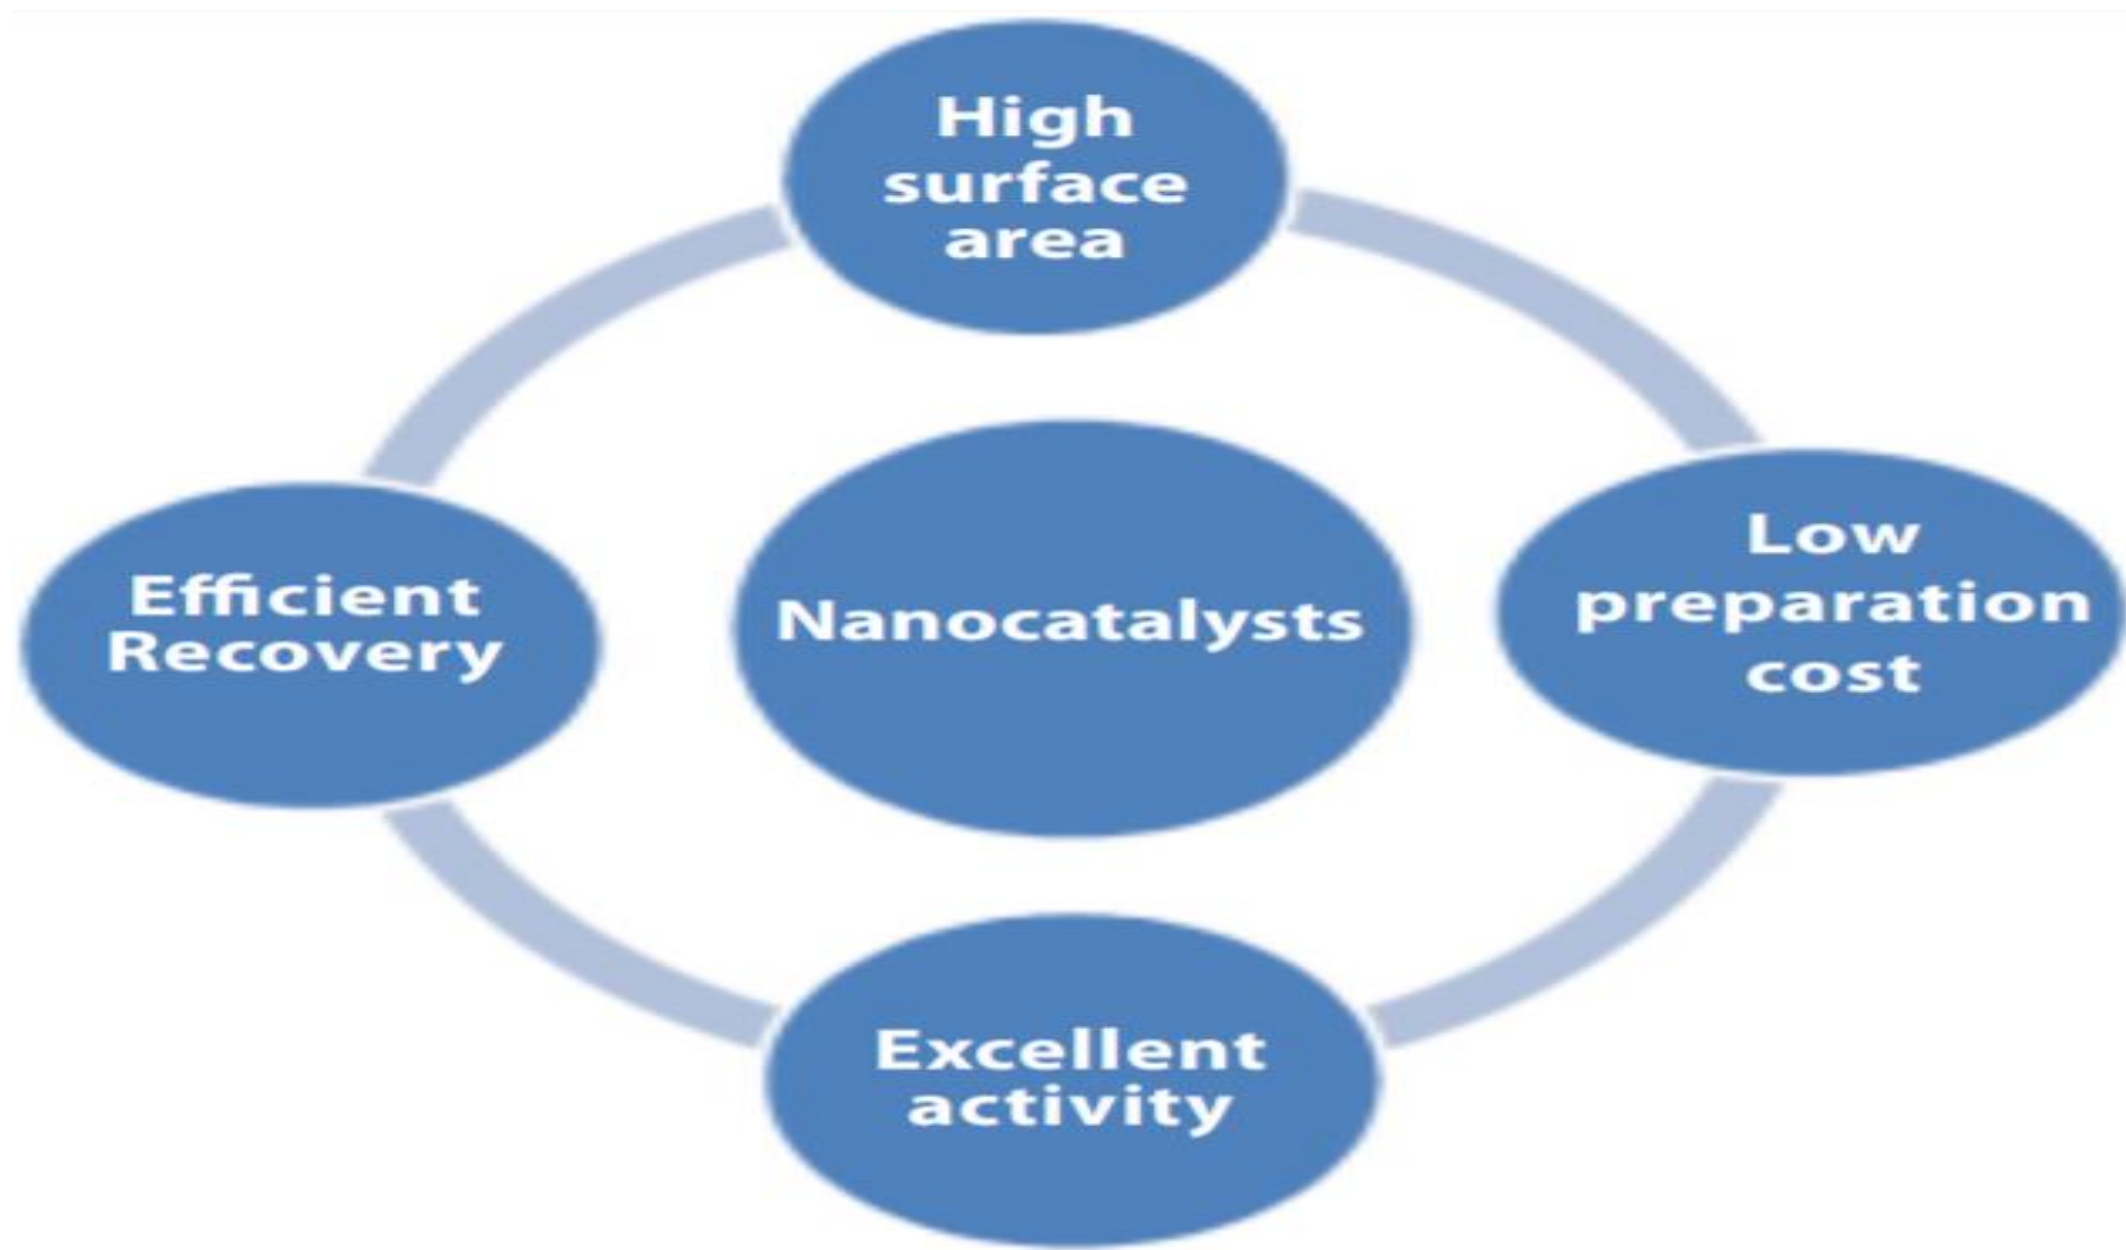 High
surface
area
Efficient
Recovery
Nanocatalysts
Low
preparation
cost
Excellent
activity